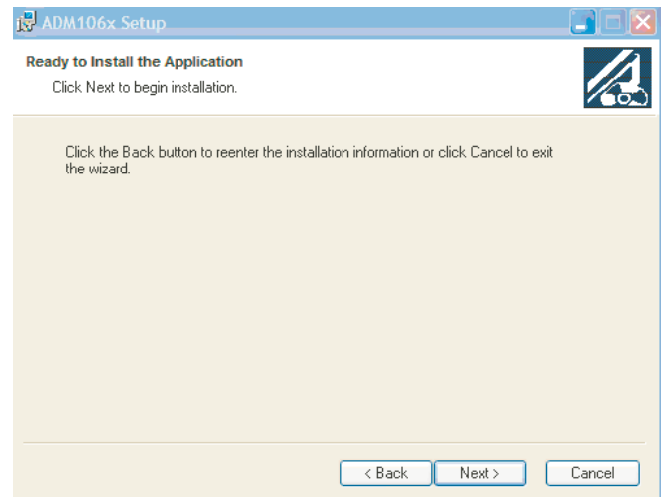 ADM106x Setup
Ready to Install the Application
Click Next to begin installation.
Click the Back button to reenter the installation information or click Cancel to exit
the wizard.
< Back
Next >
Cancel